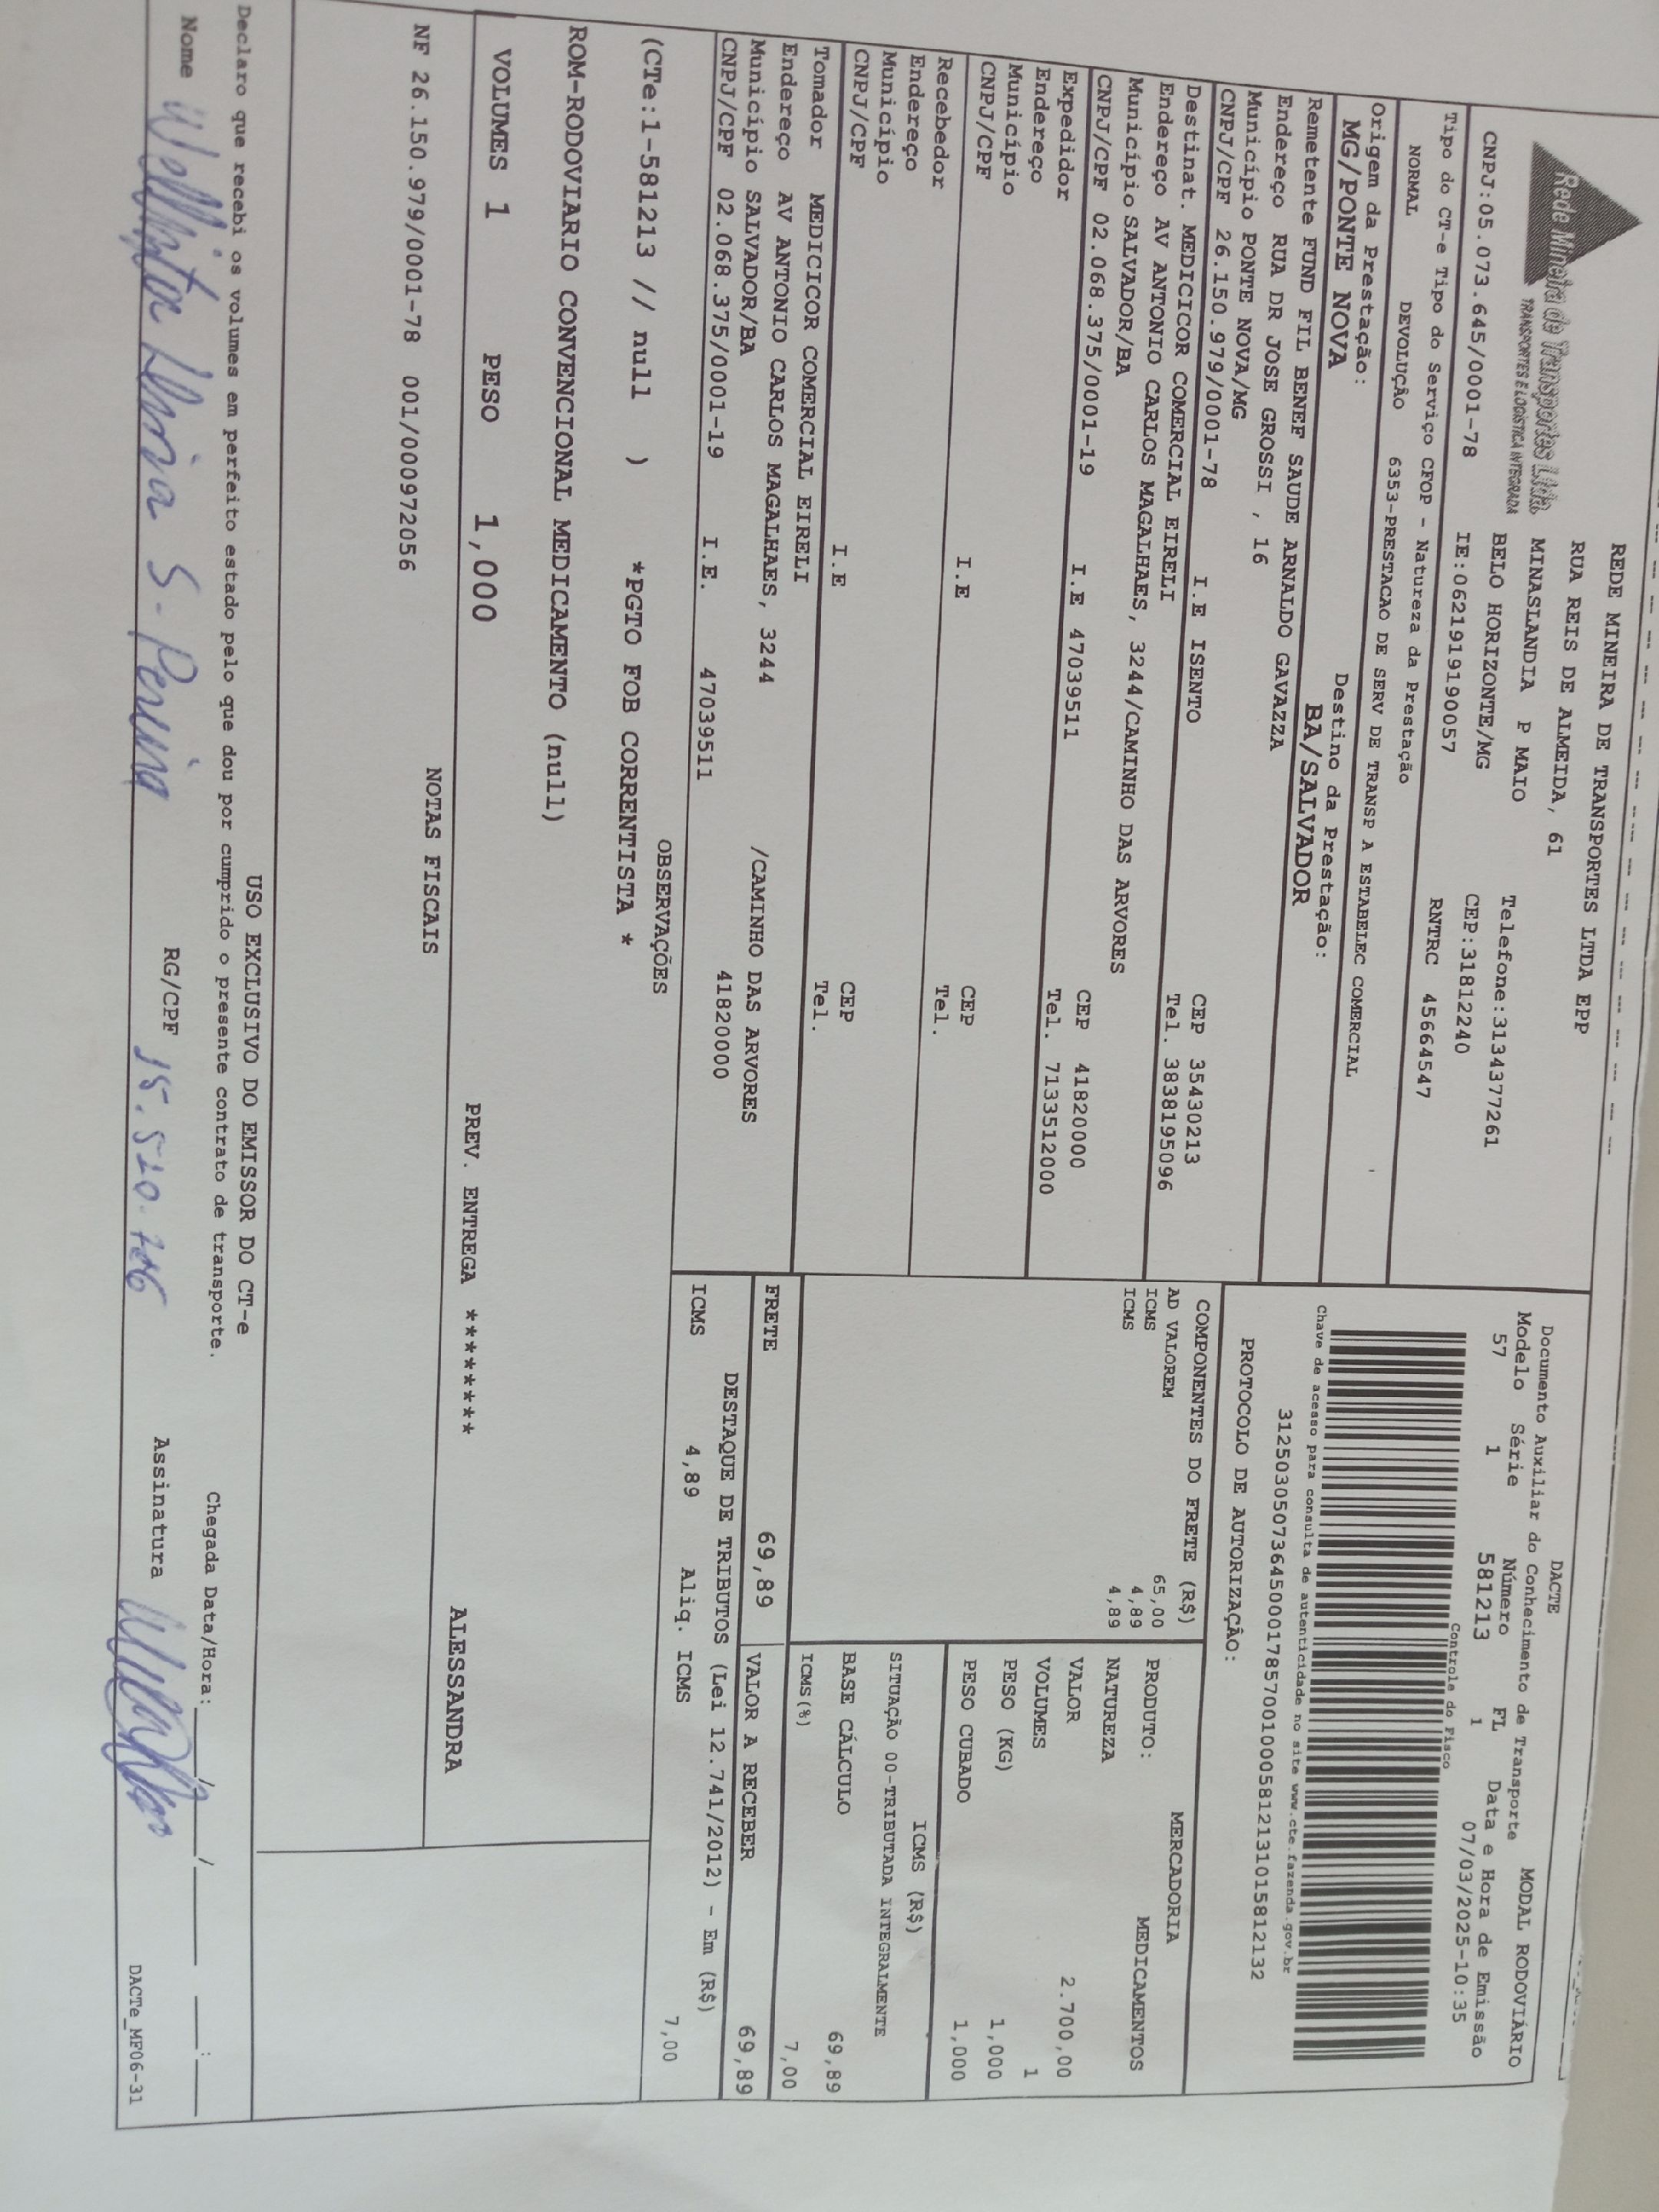 Rede Mineira de Transportes Ltda.
TRANSPORTES E LOGÍSTICA INTEGRADA
REDE MINEIRA DE TRANSPORTES LTDA EPP
RUA REIS DE ALMEIDA, 61
MINASLANDIA P MAIO
BELO HORIZONTE/MG Telefone:3134377261
CNPJ:05.073.645/0001-78 IE:0621919190057 CEP:31812240
RNTRC 45664547
DACTE
Documento Auxiliar do Conhecimento de Transporte MODAL RODOVIÁRIO
Modelo Série Número FL Data e Hora de Emissão
57 1 581213 1 07/03/2025-10:35
Controle do Fisco
Tipo do CT-e Tipo do Serviço CFOP - Natureza da Prestação
NORMAL DEVOLUÇÃO 6353-PRESTACAO DE SERV DE TRANSP A ESTABELEC COMERCIAL
Chave de acesso para consulta de autenticidade no site www.cte.fazenda.gov.br
31250305073645000178570010005812131015812132
PROTOCOLO DE AUTORIZAÇÃO:
Origem da Prestação: Destino da Prestação:
MG/PONTE NOVA BA/SALVADOR
Remetente FUND FIL BENEF SAUDE ARNALDO GAVAZZA
Endereço RUA DR JOSE GROSSI , 16
Município PONTE NOVA/MG CEP 35430213
CNPJ/CPF 26.150.979/0001-78 I.E ISENTO Tel. 3838195096
Destinat. MEDICICOR COMERCIAL EIRELI
Endereço AV ANTONIO CARLOS MAGALHAES, 3244/CAMINHO DAS ARVORES
Município SALVADOR/BA CEP 41820000
CNPJ/CPF 02.068.375/0001-19 I.E 47039511 Tel. 7133512000
Expedidor
Endereço
Município CEP
CNPJ/CPF I.E Tel.
Recebedor
Endereço
Município CEP
CNPJ/CPF I.E Tel.
Tomador MEDICICOR COMERCIAL EIRELI
Endereço AV ANTONIO CARLOS MAGALHAES, 3244 /CAMINHO DAS ARVORES
Município SALVADOR/BA 41820000
CNPJ/CPF 02.068.375/0001-19 I.E. 47039511
COMPONENTES DO FRETE (R$)
AD VALOREM 65,00
ICMS 4,89
ICMS 4,89
MERCADORIA
PRODUTO: MEDICAMENTOS
NATUREZA
VALOR 2.700,00
VOLUMES 1
PESO (KG) 1,000
PESO CUBADO 1,000
ICMS (R$)
SITUAÇÃO 00-TRIBUTADA INTEGRALMENTE
BASE CÁLCULO 69,89
ICMS(%) 7,00
FRETE 69,89 VALOR A RECEBER 69,89
DESTAQUE DE TRIBUTOS (Lei 12.741/2012) - Em (R$)
ICMS 4,89 Aliq. ICMS 7,00
OBSERVAÇÕES
(CTe:1-581213 // null ) *PGTO FOB CORRENTISTA *
ROM-RODOVIARIO CONVENCIONAL MEDICAMENTO (null)
VOLUMES 1 PESO 1,000 PREV. ENTREGA ******** ALESSANDRA
NOTAS FISCAIS
NF 26.150.979/0001-78 001/000972056
USO EXCLUSIVO DO EMISSOR DO CT-e
Declaro que recebi os volumes em perfeito estado pelo que dou por cumprido o presente contrato de transporte. Chegada Data/Hora: ___/___/___ __:__
Nome RG/CPF Assinatura
DACTe_MF06-31